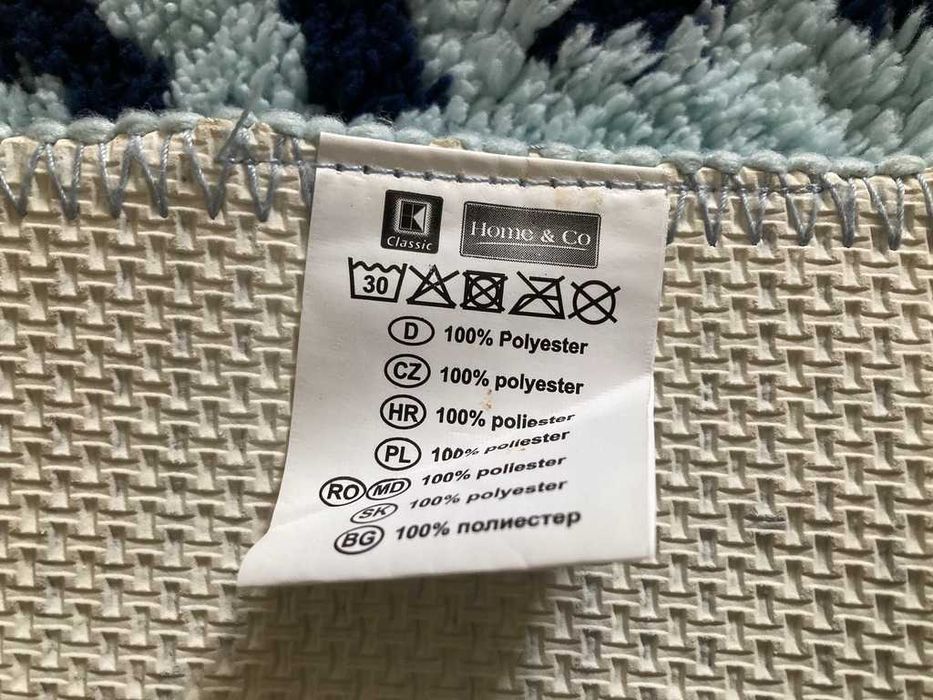 K
Classic
Home & Co
30
D 100% Polyester
CZ 100% polyester
HR 100% poliester
PL 100% poliester
RO MD 100% poliester
SK 100% polyester
BG 100% полиестер